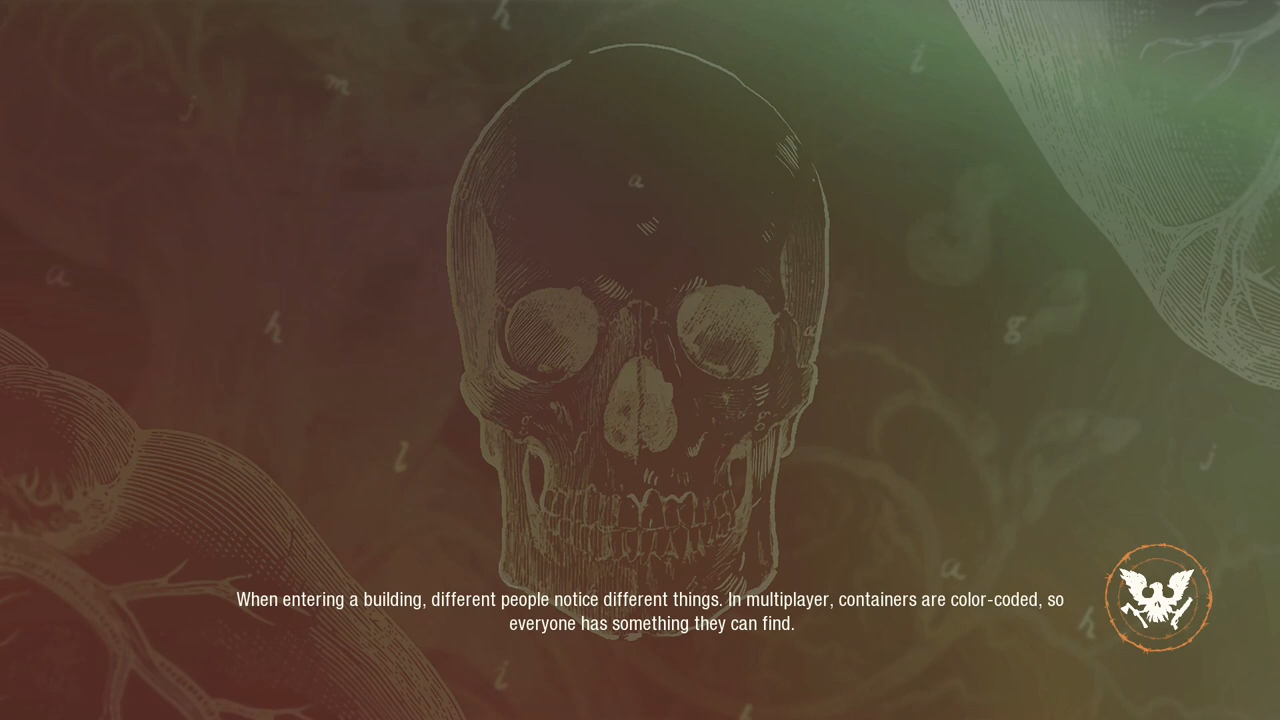 h
l
m
j
a
a
h
g
a
e
g
l
j
a
When entering a building, different people notice different things. In multiplayer, containers are color-coded, so
everyone has something they can find.
h
i
h